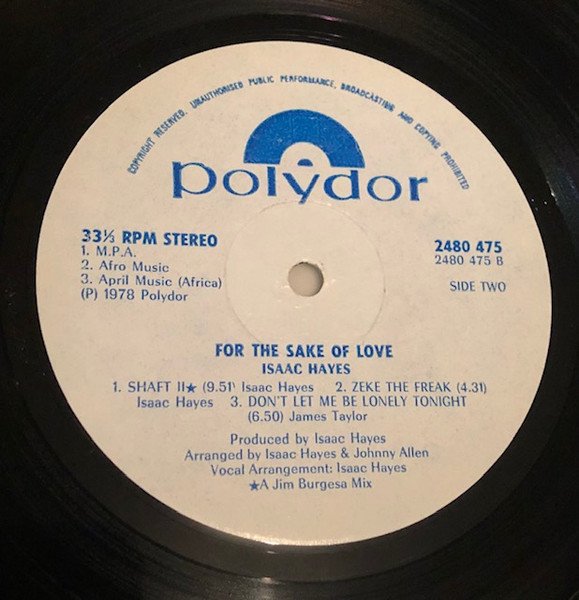 COPYRIGHT RESERVED. UNAUTHORISED PUBLIC PERFORMANCE, BROADCASTING AND COPYING PROHIBITED
polydor
33⅓ RPM STEREO
1. M.P.A.
2. Afro Music
3. April Music (Africa)
(P) 1978 Polydor
2480 475
2480 475 B
SIDE TWO
FOR THE SAKE OF LOVE
ISAAC HAYES
1. SHAFT II★ (9.51) Isaac Hayes 2. ZEKE THE FREAK (4.31)
Isaac Hayes 3. DON'T LET ME BE LONELY TONIGHT
(6.50) James Taylor
Produced by Isaac Hayes
Arranged by Isaac Hayes & Johnny Allen
Vocal Arrangement: Isaac Hayes
★A Jim Burgesa Mix